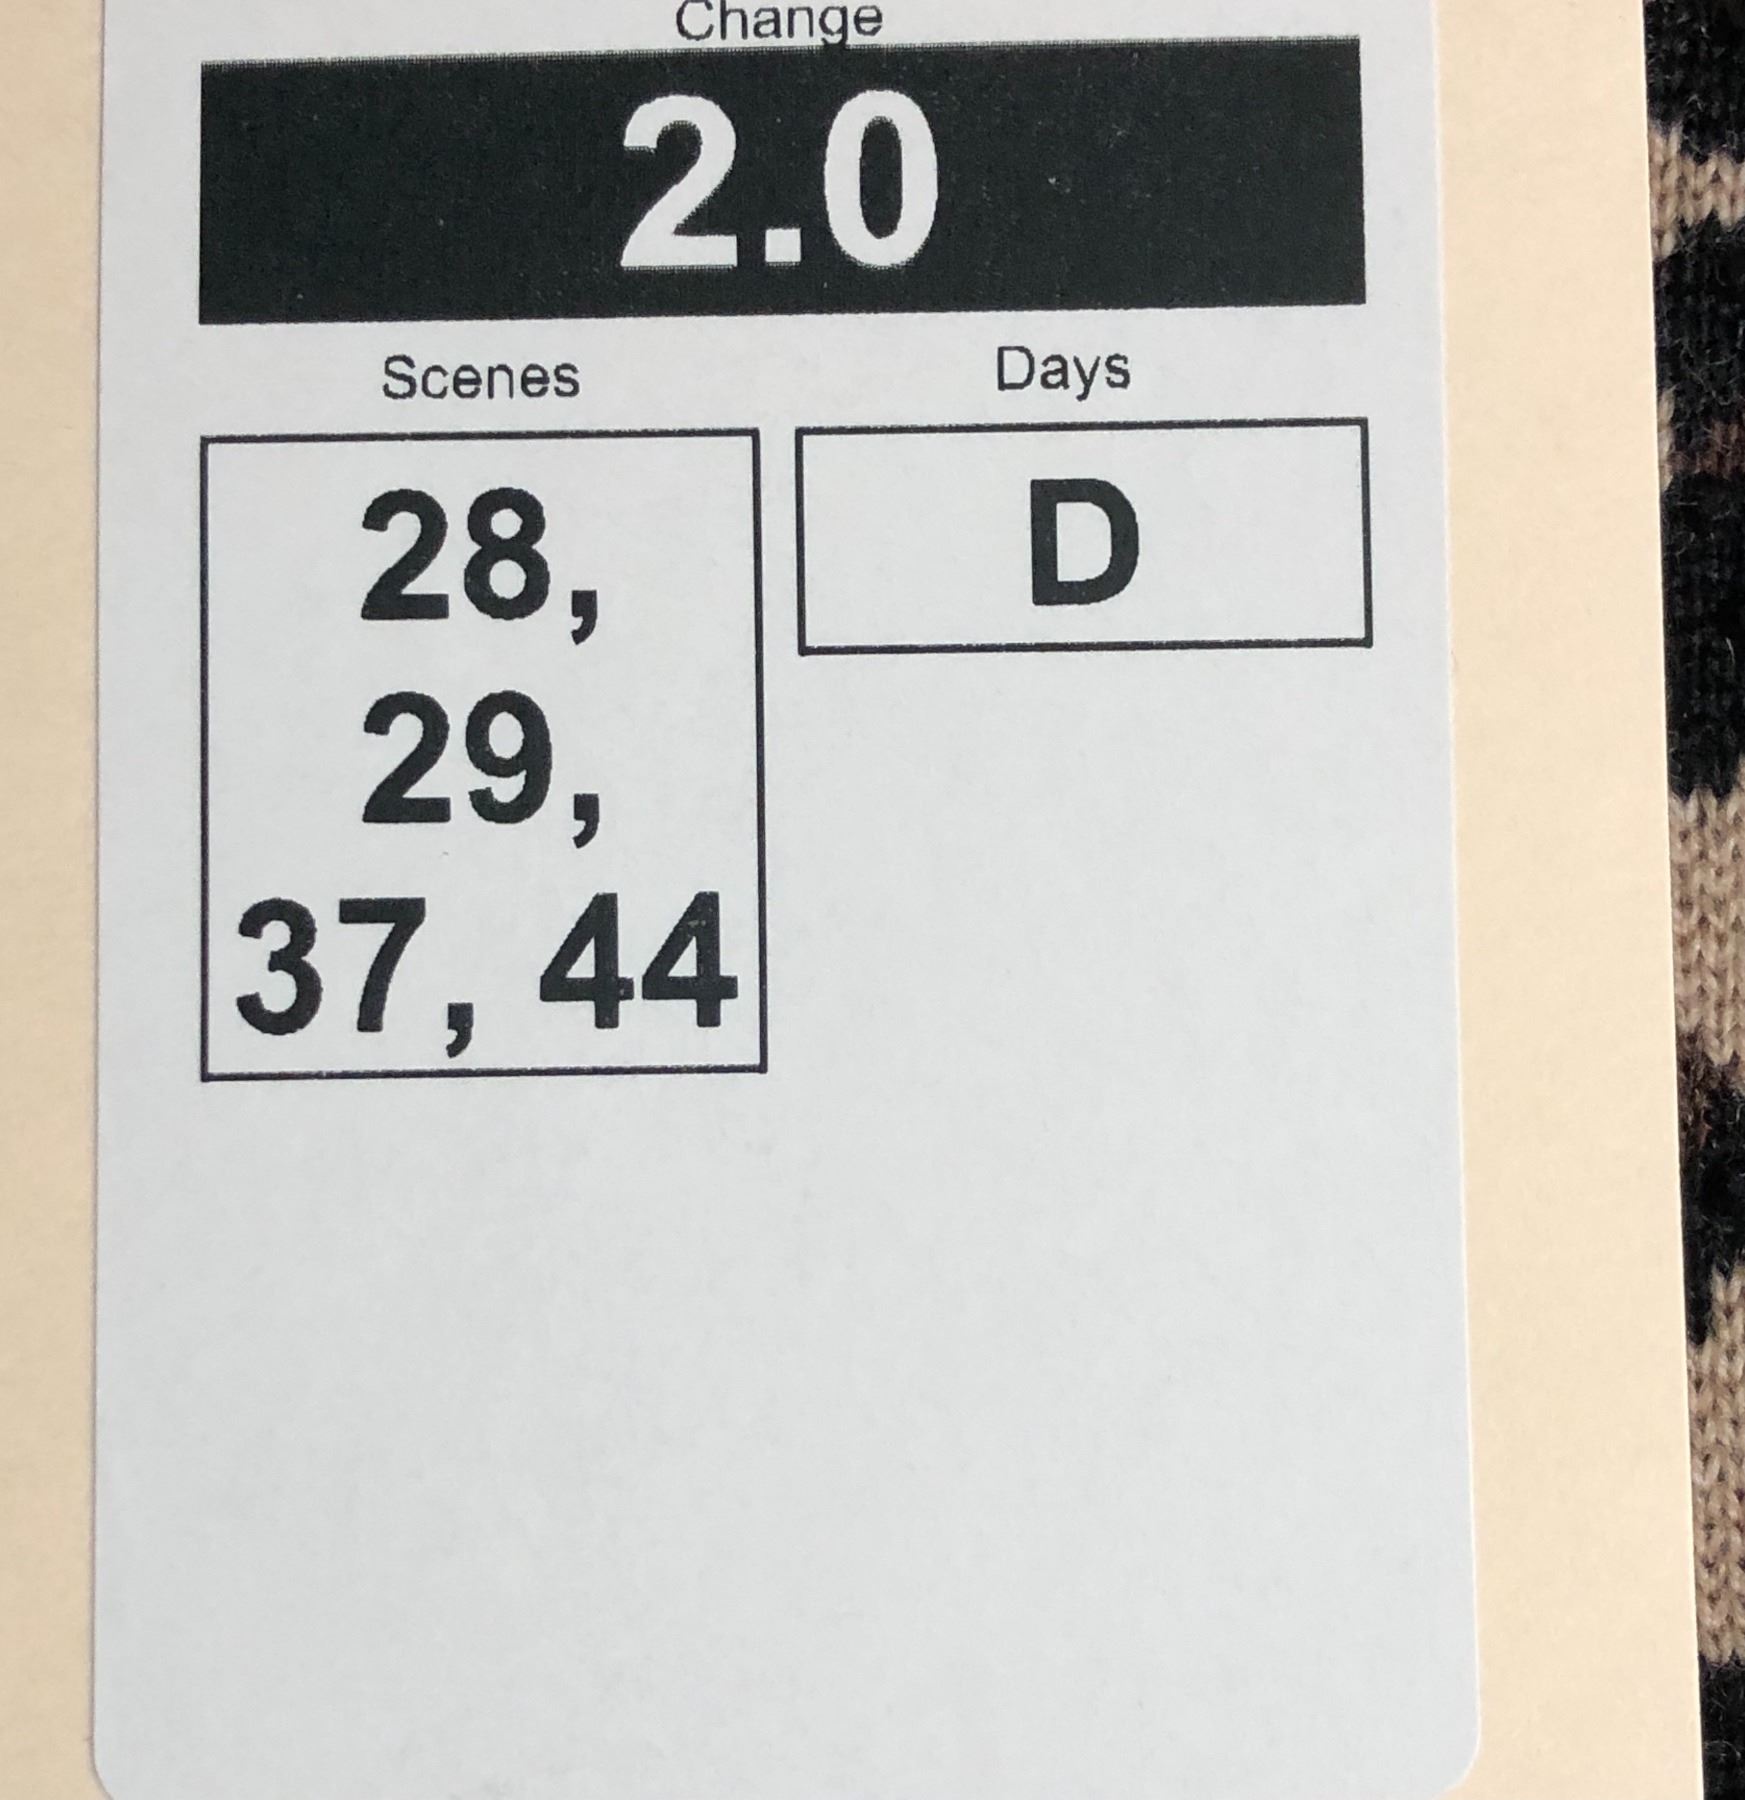 Change
2.0
Scenes
Days
28,
29,
37, 44
D